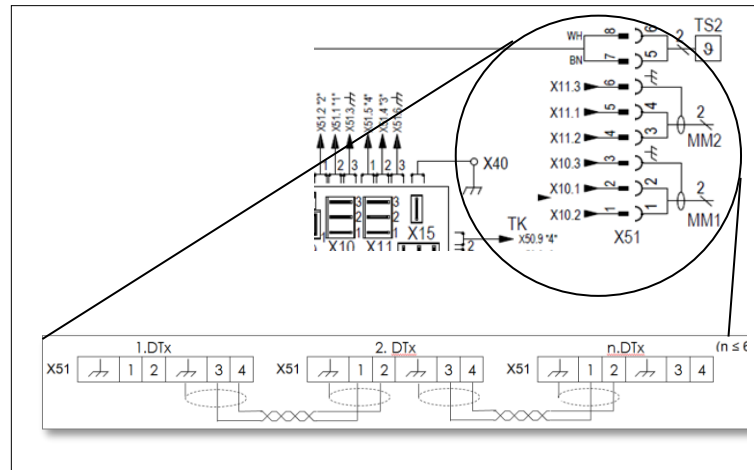 TS2
WH 8 6 2
BN 7 5 ϑ
X11.3 6
X11.1 5 4 2
X11.2 4 3 MM2
X10.3 3
X10.1 2 2 2
X10.2 1 1 MM1
X51
X51.2 "2"
X51.1 "1"
X51.3
X51.5 "4"
X51.4 "3"
X51.6
1 2 3 1 2 3
X40
3 3
2 2
1 1 1
X10 X11 X15
TK
2 X50.9 "4"
1.DTx 2. DTx n.DTx (n ≤ 6
X51 1 2 3 4 X51 1 2 3 4 X51 1 2 3 4